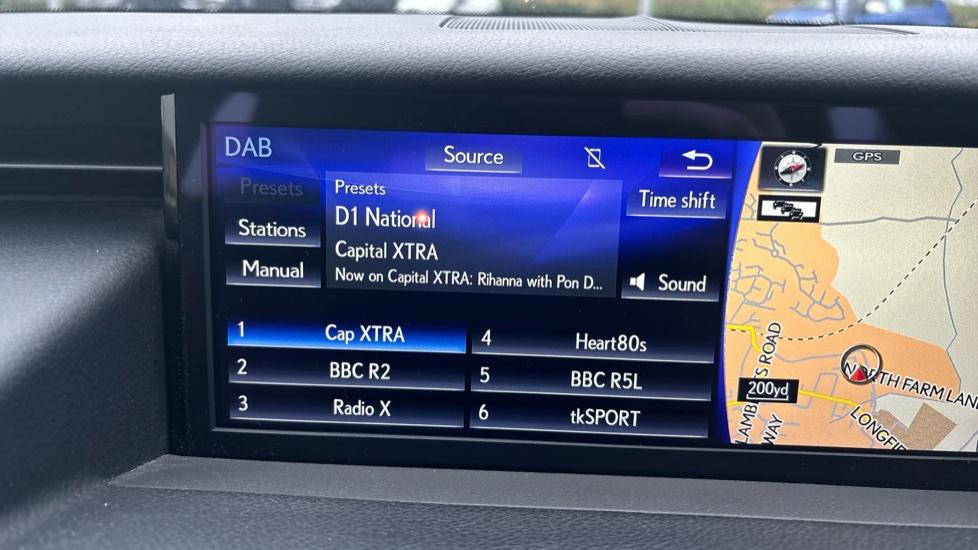 DAB
Source
Presets
Stations
Manual
Presets
D1 National
Capital XTRA
Now on Capital XTRA: Rihanna with Pon D...
Time shift
Sound
1 Cap XTRA
2 BBC R2
3 Radio X
4 Heart80s
5 BBC R5L
6 tkSPORT
GPS
200yd
NORTH FARM LAN
LONGFI
LAMB
TS ROAD
WAY